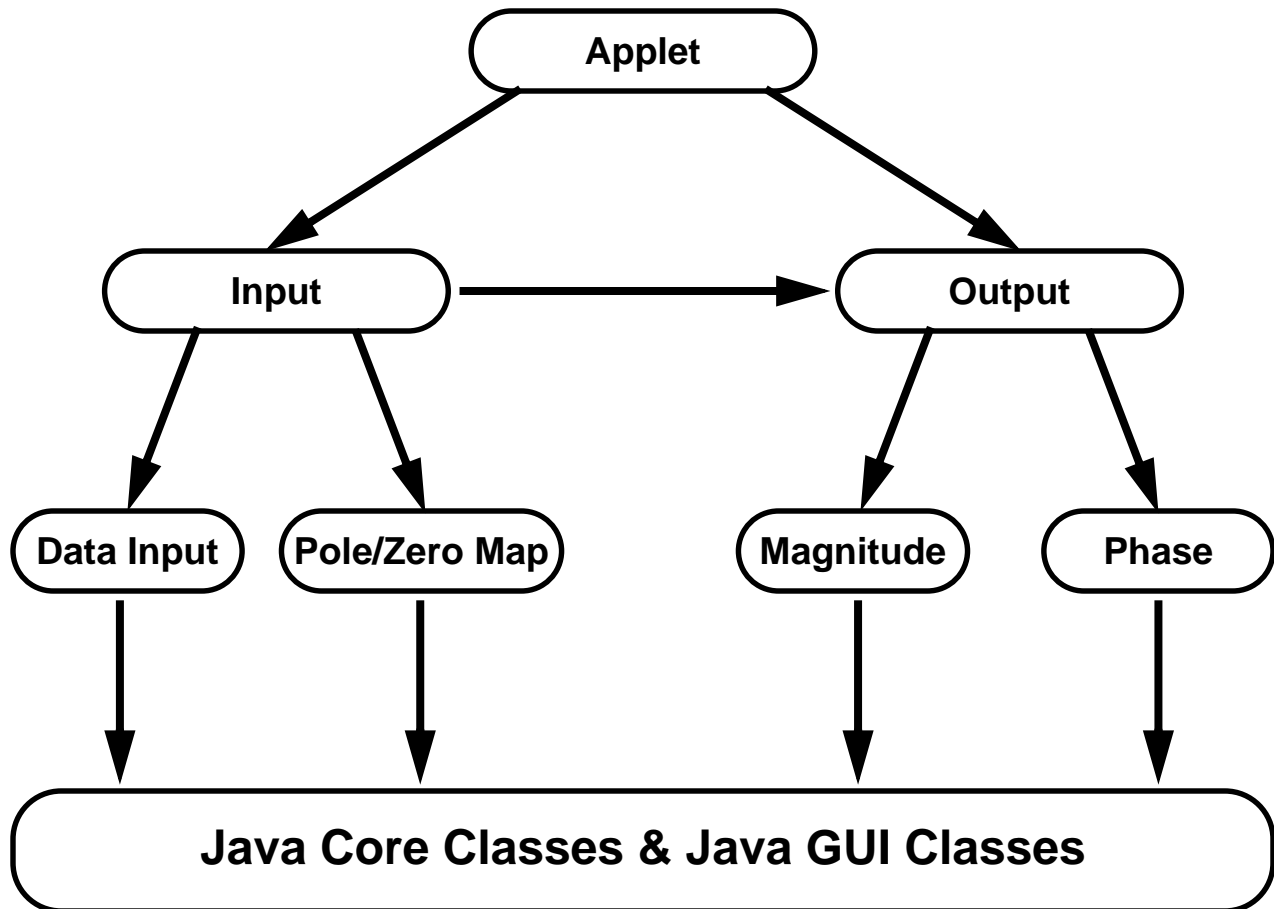 Applet
Input
Output
Data Input
Pole/Zero Map
Magnitude
Phase
Java Core Classes & Java GUI Classes